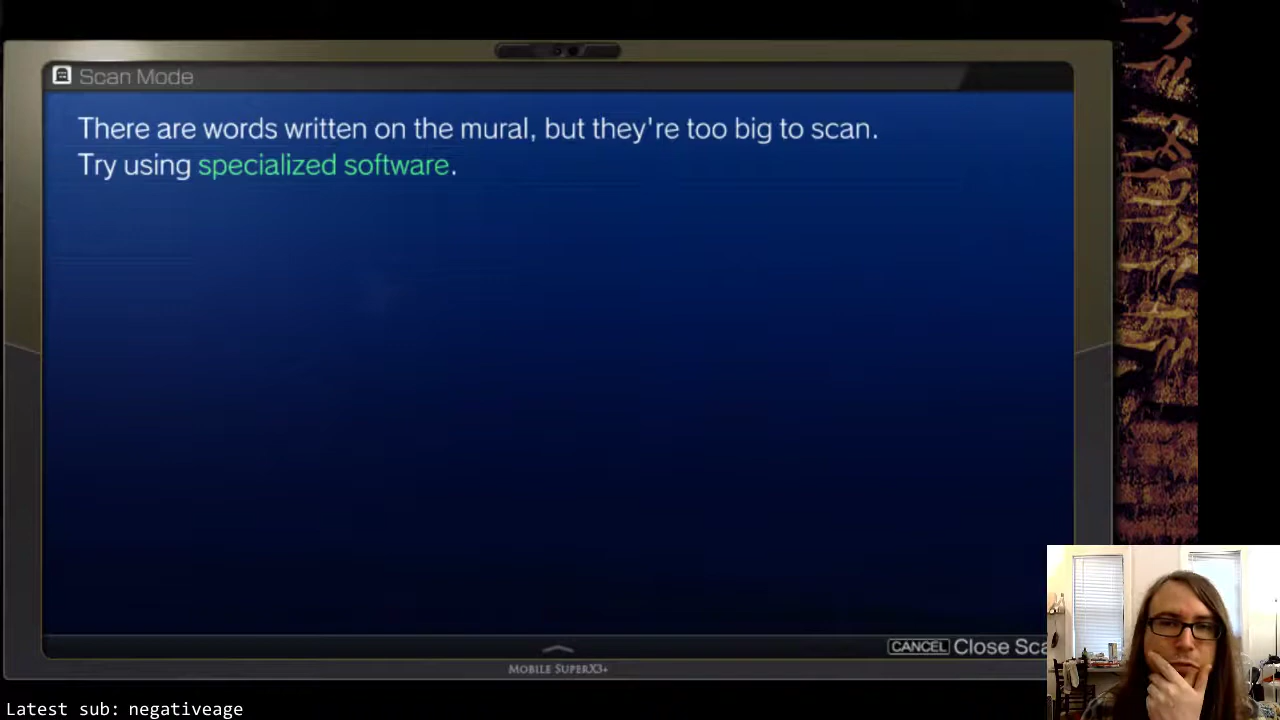 Scan Mode
There are words written on the mural, but they're too big to scan.
Try using specialized software.
CANCEL Close Sca
MOBILE SUPERX3+
Latest sub: negativeage